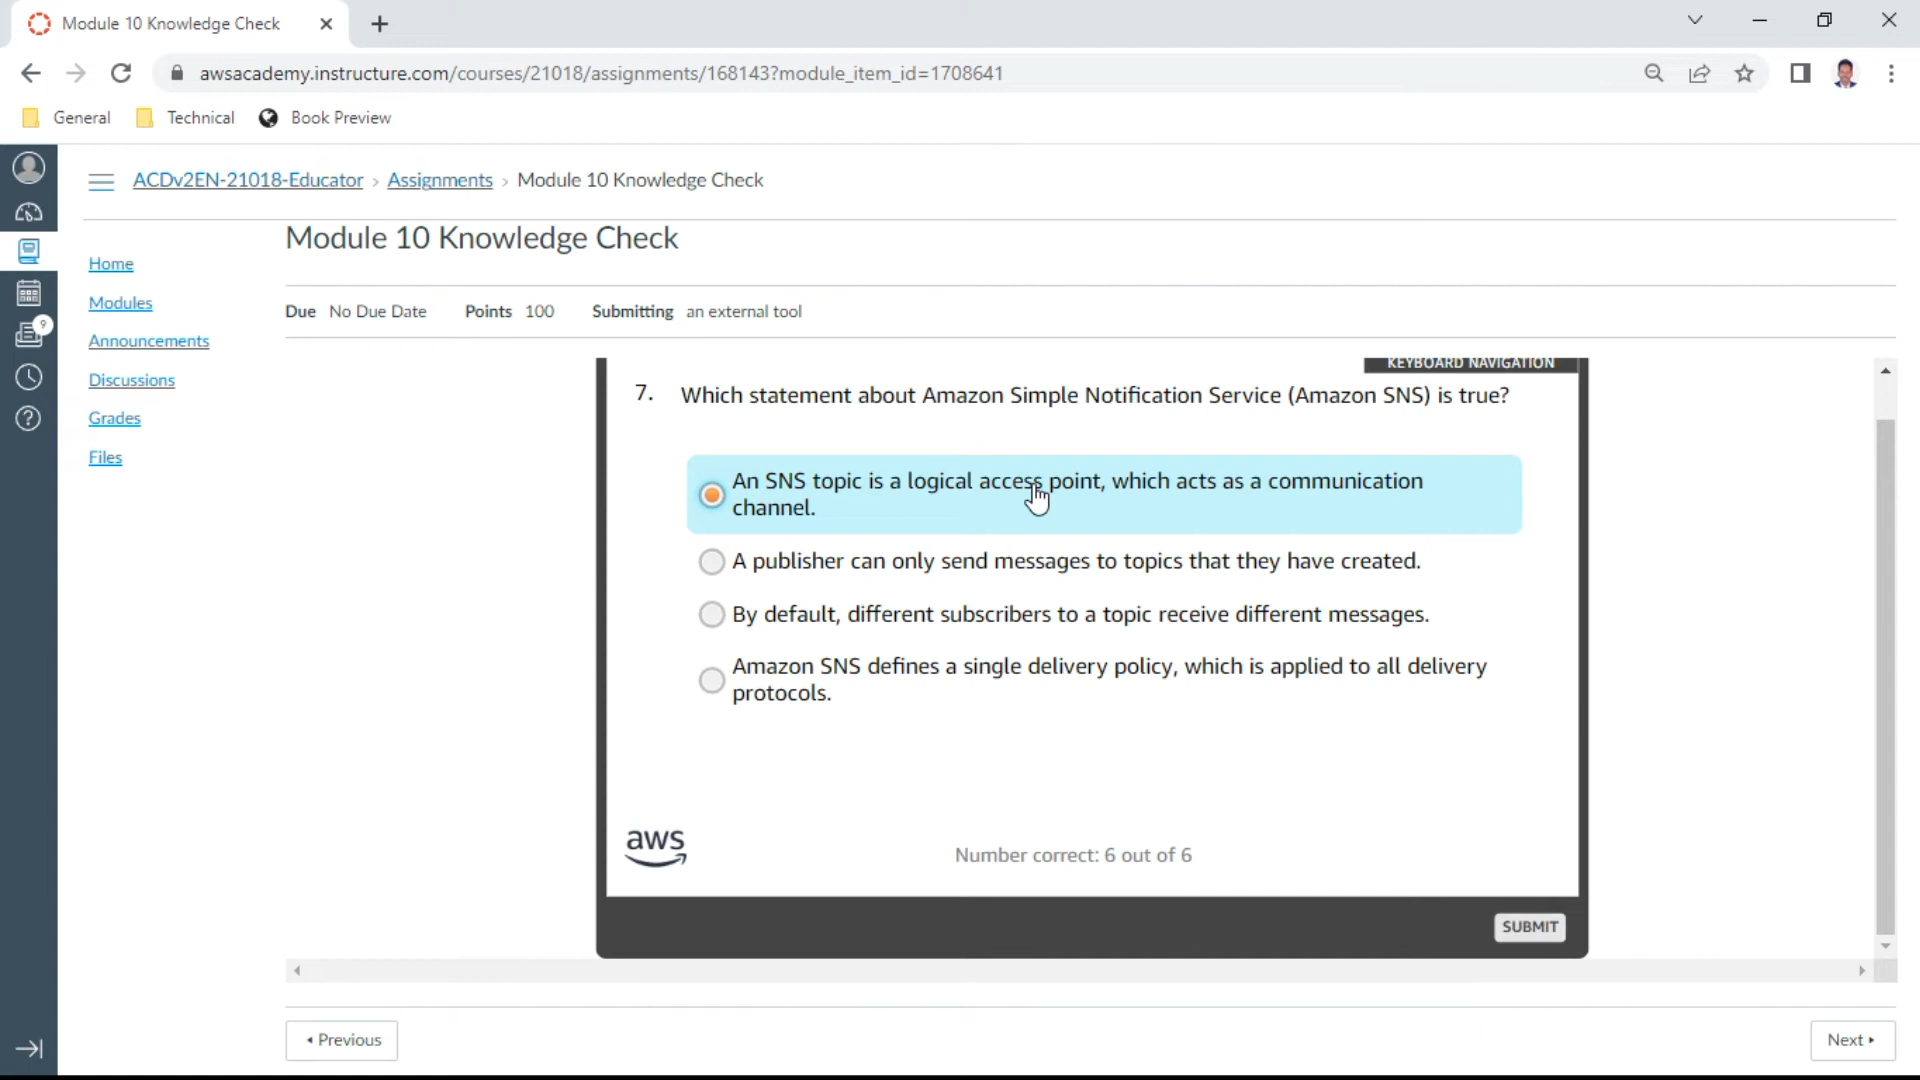 Module 10 Knowledge Check
awsacademy.instructure.com/courses/21018/assignments/168143?module_item_id=1708641
General
Technical
Book Preview
ACDv2EN-21018-Educator > Assignments > Module 10 Knowledge Check
Module 10 Knowledge Check
Home
Modules
Announcements
Discussions
Grades
Files
9
Due No Due Date Points 100 Submitting an external tool
KEYBOARD NAVIGATION
7. Which statement about Amazon Simple Notification Service (Amazon SNS) is true?
An SNS topic is a logical access point, which acts as a communication
channel.
A publisher can only send messages to topics that they have created.
By default, different subscribers to a topic receive different messages.
Amazon SNS defines a single delivery policy, which is applied to all delivery
protocols.
aws
Number correct: 6 out of 6
SUBMIT
Previous
Next